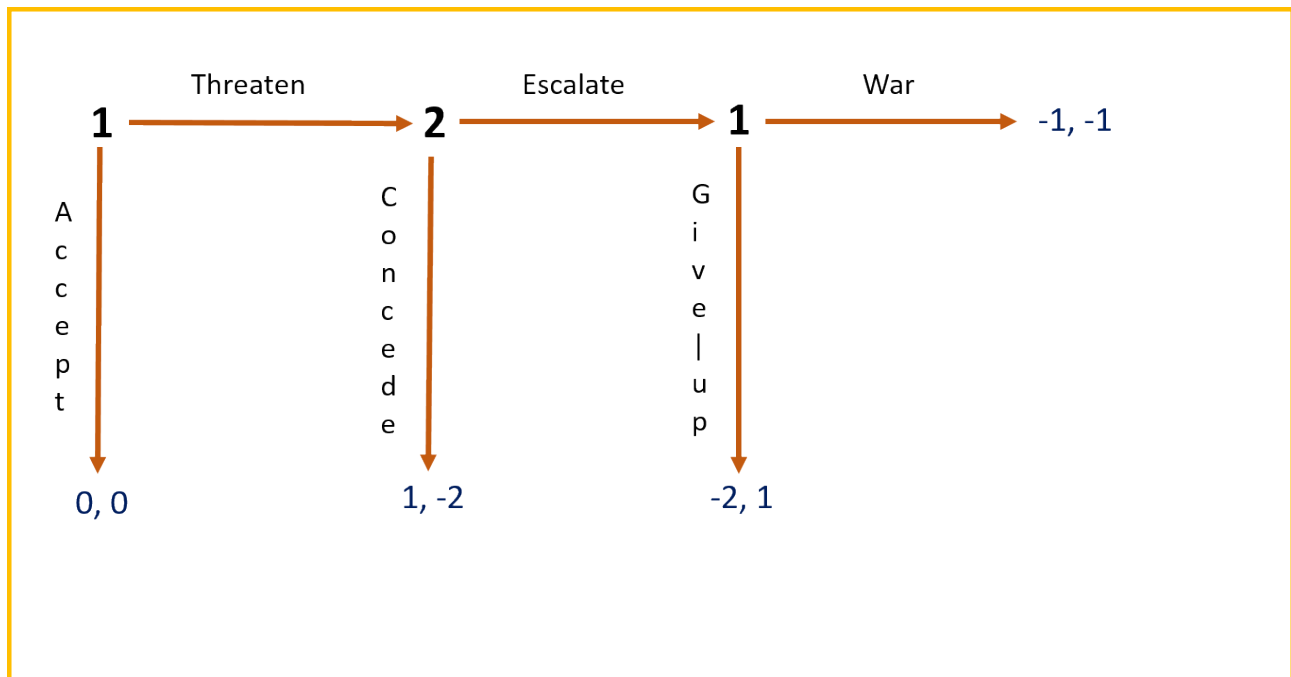 Threaten
Escalate
War
1
2
1
-1, -1
Accept
Concede
Give|up
0, 0
1, -2
-2, 1